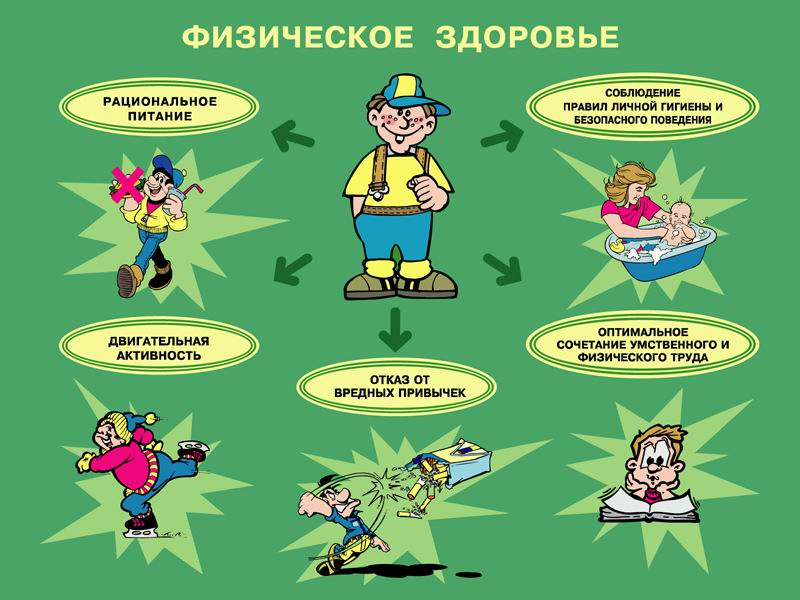 ФИЗИЧЕСКОЕ ЗДОРОВЬЕ
РАЦИОНАЛЬНОЕ
ПИТАНИЕ
СОБЛЮДЕНИЕ
ПРАВИЛ ЛИЧНОЙ ГИГИЕНЫ И
БЕЗОПАСНОГО ПОВЕДЕНИЯ
ДВИГАТЕЛЬНАЯ
АКТИВНОСТЬ
ОТКАЗ ОТ
ВРЕДНЫХ ПРИВЫЧЕК
ОПТИМАЛЬНОЕ
СОЧЕТАНИЕ УМСТВЕННОГО И
ФИЗИЧЕСКОГО ТРУДА